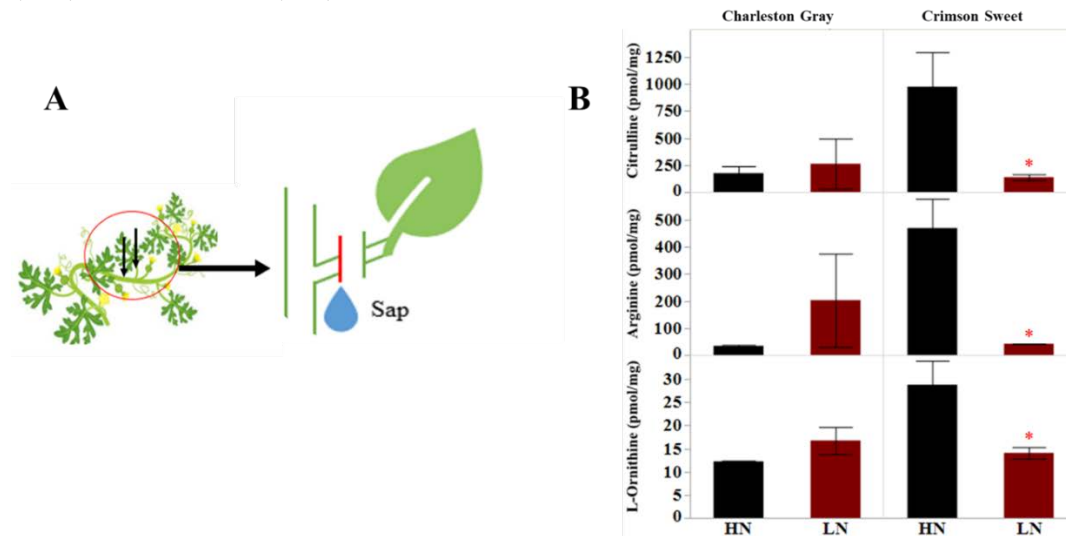 A
Sap
B
Charleston Gray Crimson Sweet
Citrulline (pmol/mg)
1250
1000
750
500
250
0
*
Arginine (pmol/mg)
500
400
300
200
100
0
*
L-Ornithine (pmol/mg)
30
25
20
15
10
5
0
*
HN LN HN LN